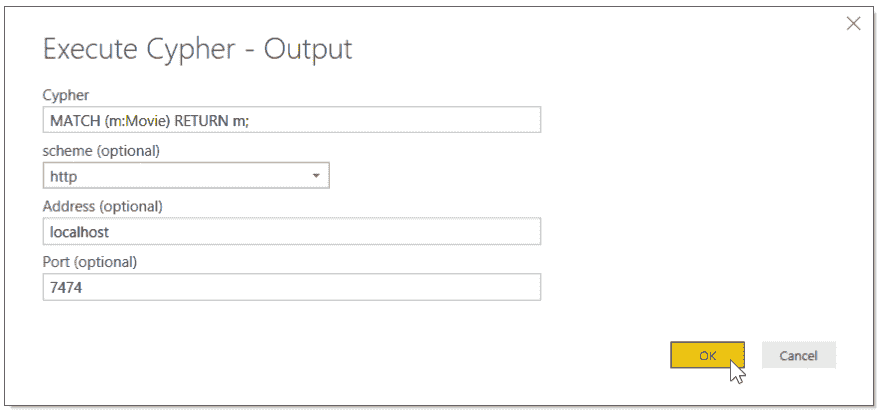 Execute Cypher - Output
Cypher
MATCH (m:Movie) RETURN m;
scheme (optional)
http
Address (optional)
localhost
Port (optional)
7474
OK Cancel